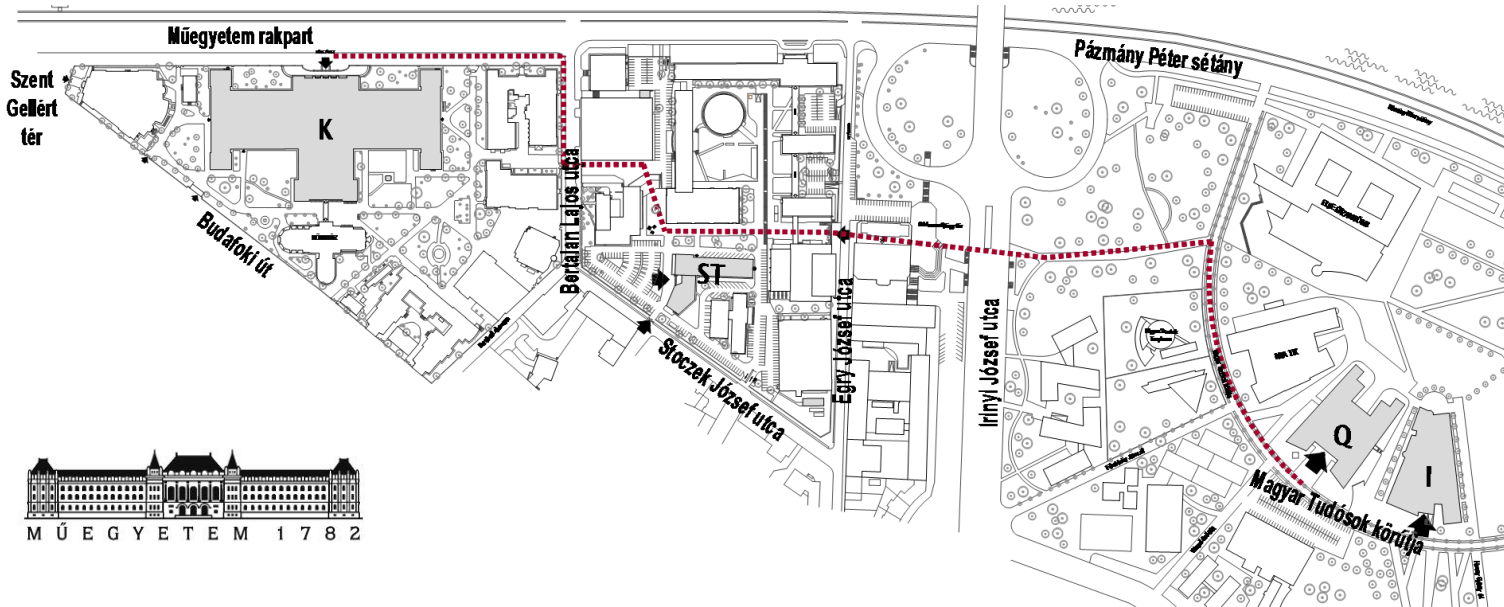 Műegyetem rakpart
Szent
Gellért
tér
K
Budafoki út
Bertalan Lajos utca
ST
Stoczek József utca
Egry József utca
Irinyi József utca
Pázmány Péter sétány
Q
I
Magyar Tudósok körútja
MŰEGYETEM 1782